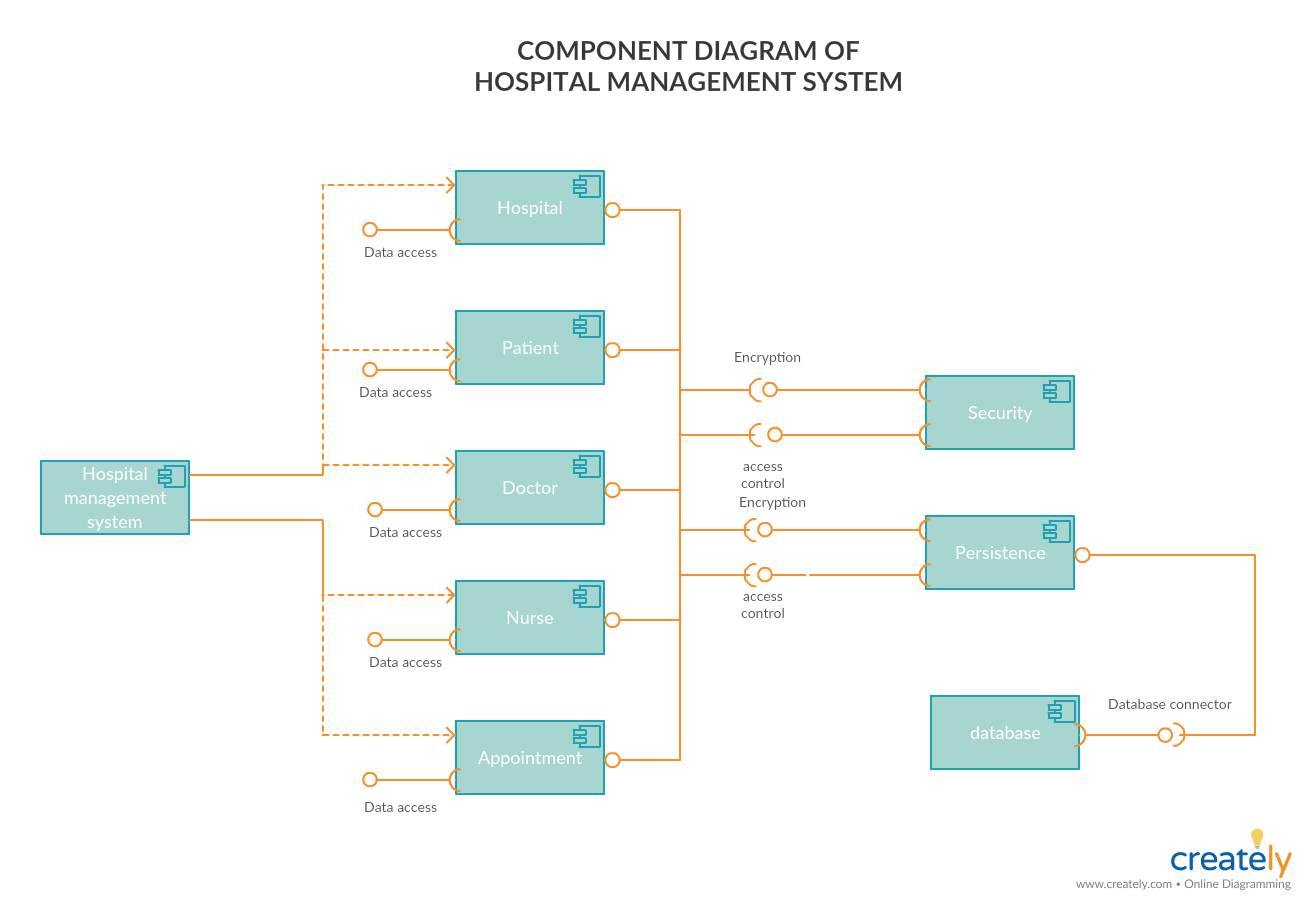 COMPONENT DIAGRAM OF
HOSPITAL MANAGEMENT SYSTEM
Hospital
Data access
Patient
Data access
Encryption
Security
access
control
Hospital
management
system
Doctor
Data access
Encryption
Persistence
access
control
Nurse
Data access
Database connector
database
Appointment
Data access
creately
www.creately.com • Online Diagramming